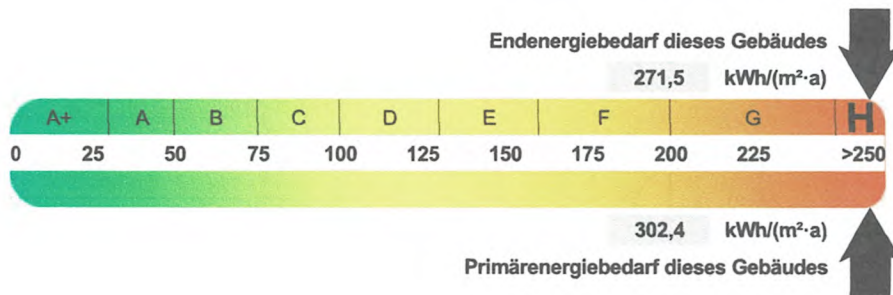 Endenergiebedarf dieses Gebäudes
271,5 kWh/(m²·a)
A+ A B C D E F G H
0 25 50 75 100 125 150 175 200 225 >250
302,4 kWh/(m²·a)
Primärenergiebedarf dieses Gebäudes